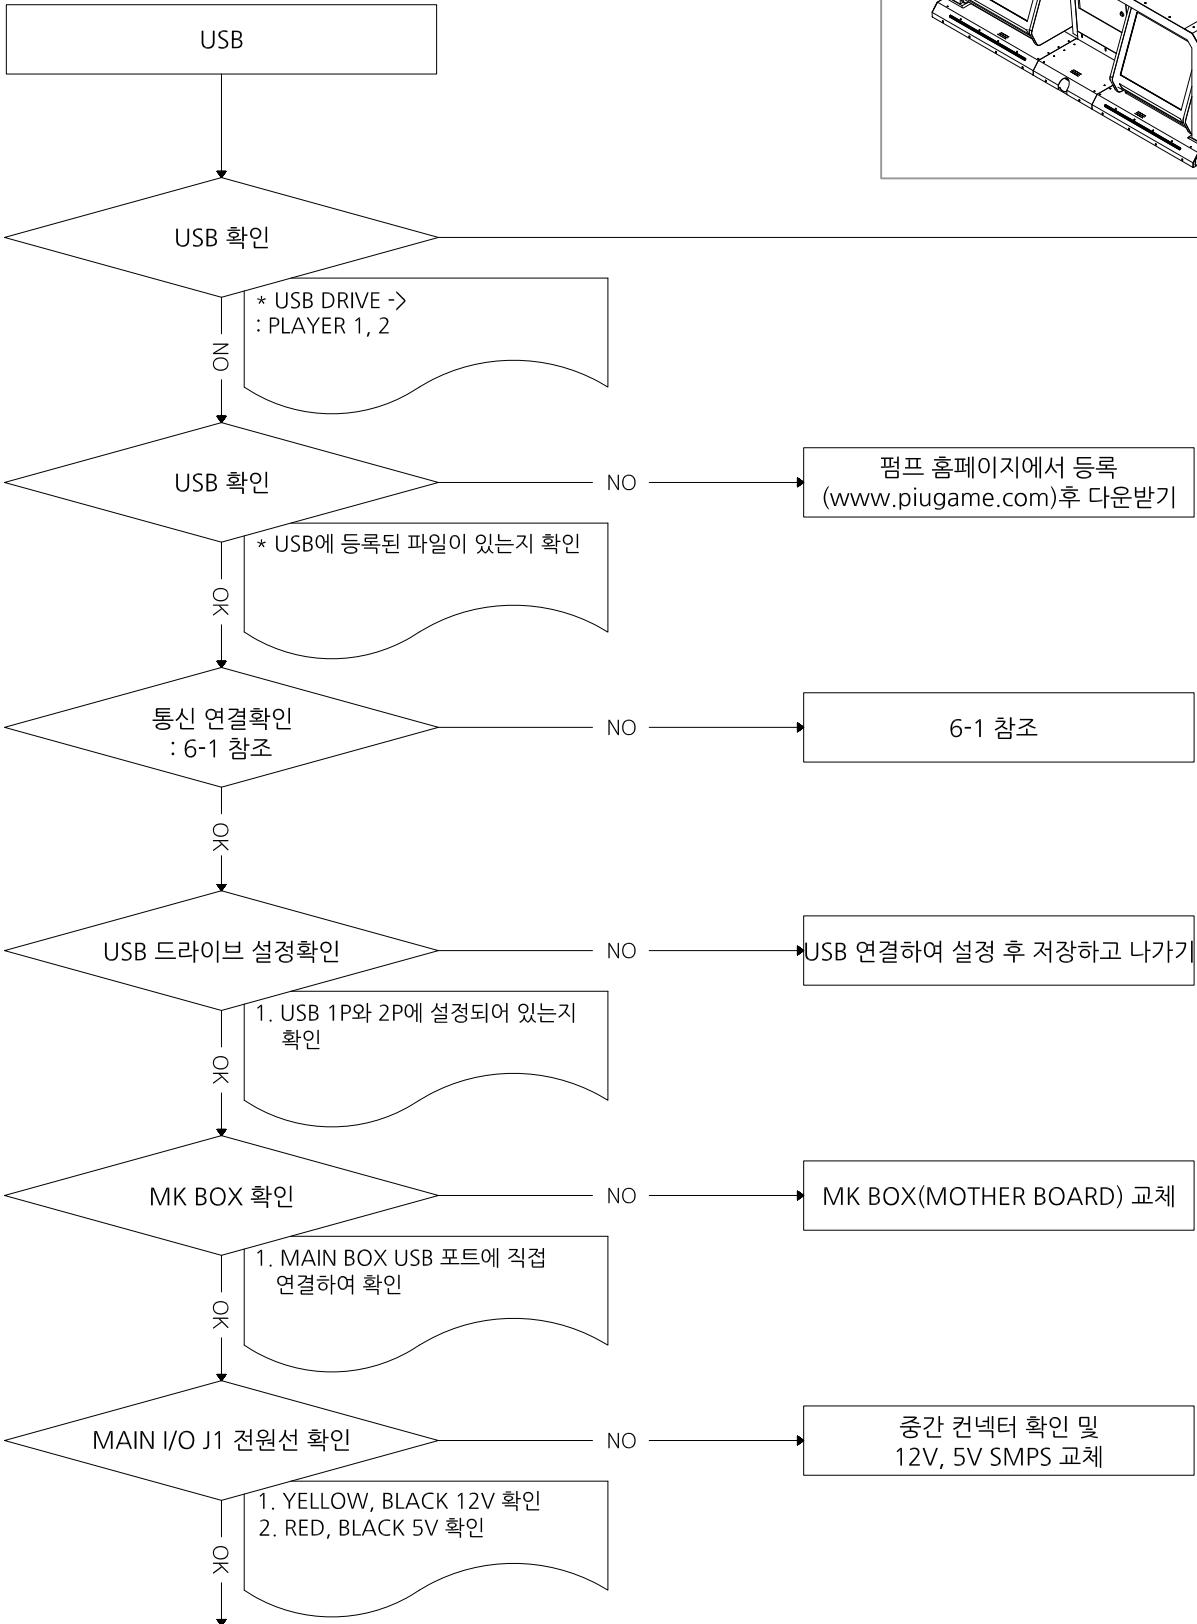 USB
USB 확인
* USB DRIVE ->
: PLAYER 1, 2
NO
USB 확인
NO
펌프 홈페이지에서 등록
(www.piugame.com)후 다운받기
* USB에 등록된 파일이 있는지 확인
OK
통신 연결확인
: 6-1 참조
NO
6-1 참조
OK
USB 드라이브 설정확인
NO
USB 연결하여 설정 후 저장하고 나가기
1. USB 1P와 2P에 설정되어 있는지
확인
OK
MK BOX 확인
NO
MK BOX(MOTHER BOARD) 교체
1. MAIN BOX USB 포트에 직접
연결하여 확인
OK
MAIN I/O J1 전원선 확인
NO
중간 컨넥터 확인 및
12V, 5V SMPS 교체
1. YELLOW, BLACK 12V 확인
2. RED, BLACK 5V 확인
OK